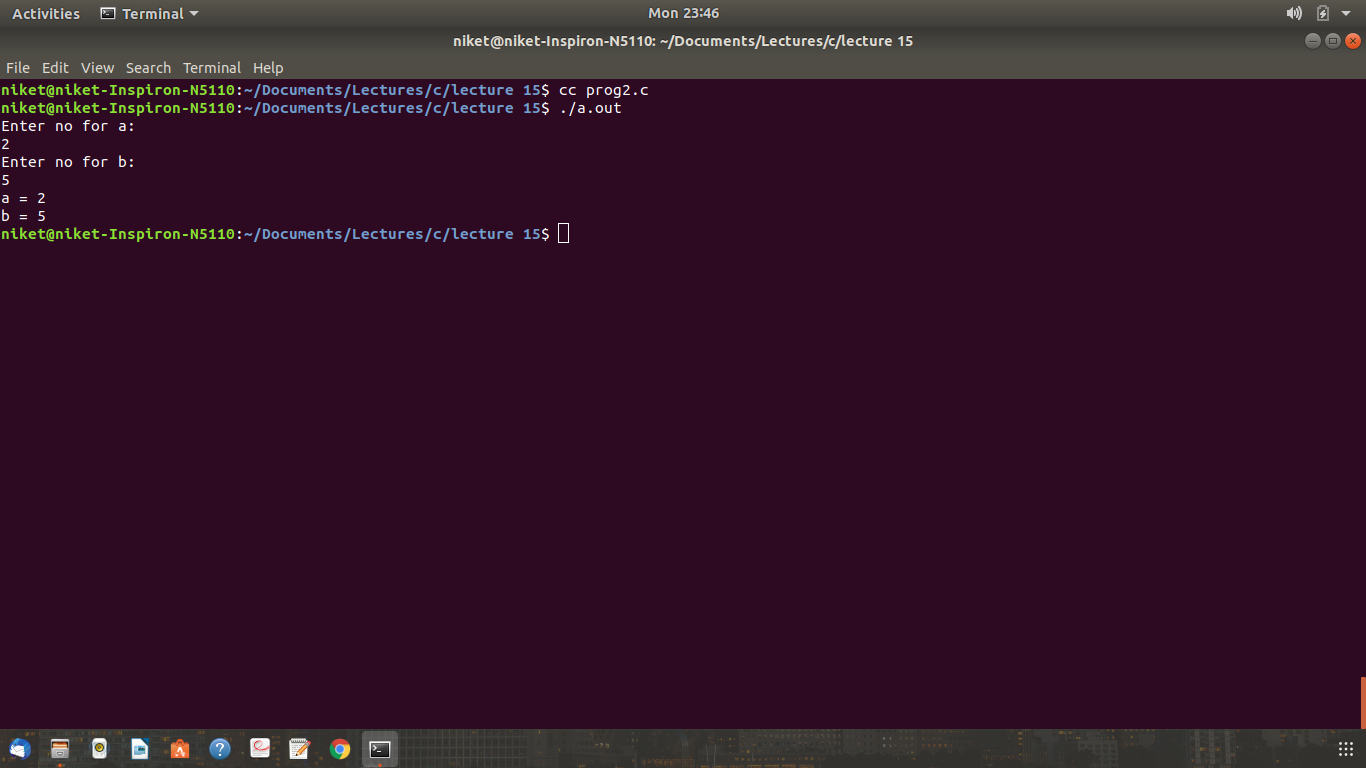 Activities Terminal Mon 23:46
niket@niket-Inspiron-N5110: ~/Documents/Lectures/c/lecture 15
File Edit View Search Terminal Help
niket@niket-Inspiron-N5110:~/Documents/Lectures/c/lecture 15$ cc prog2.c
niket@niket-Inspiron-N5110:~/Documents/Lectures/c/lecture 15$ ./a.out
Enter no for a:
2
Enter no for b:
5
a = 2
b = 5
niket@niket-Inspiron-N5110:~/Documents/Lectures/c/lecture 15$